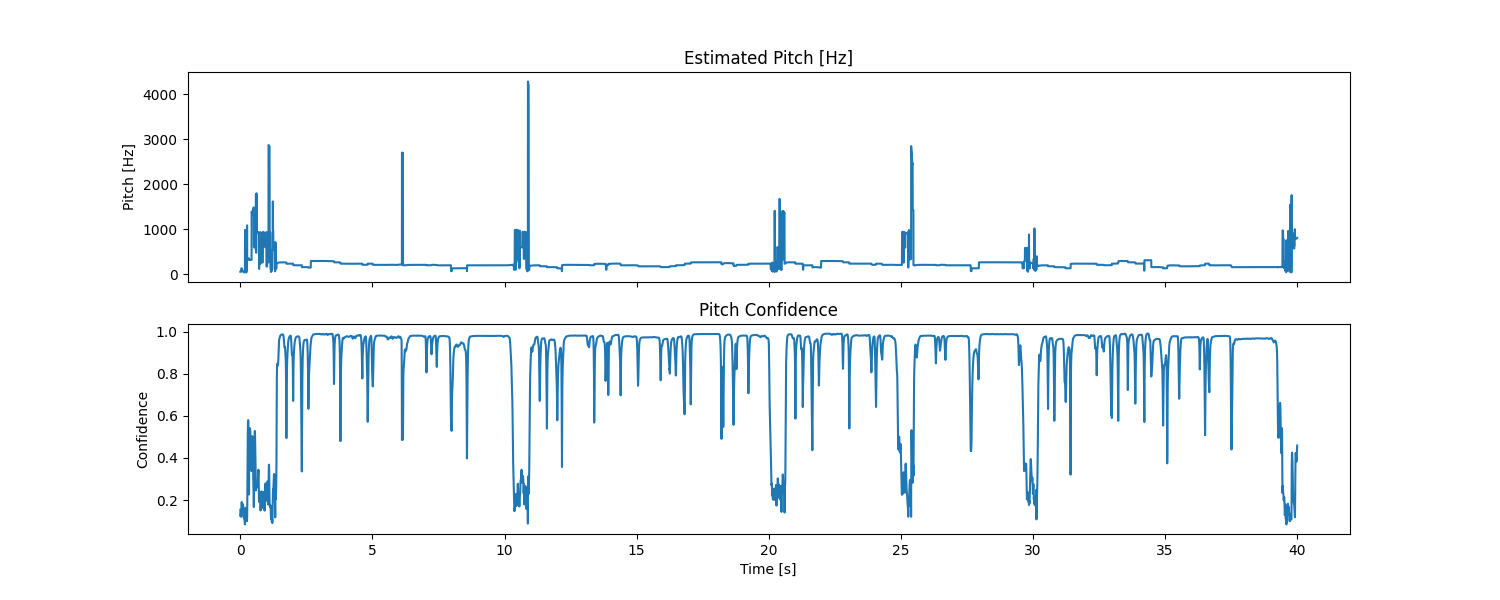 Estimated Pitch [Hz]
Pitch [Hz]
4000
3000
2000
1000
0
Pitch Confidence
Confidence
1.0
0.8
0.6
0.4
0.2
0 5 10 15 20 25 30 35 40
Time [s]